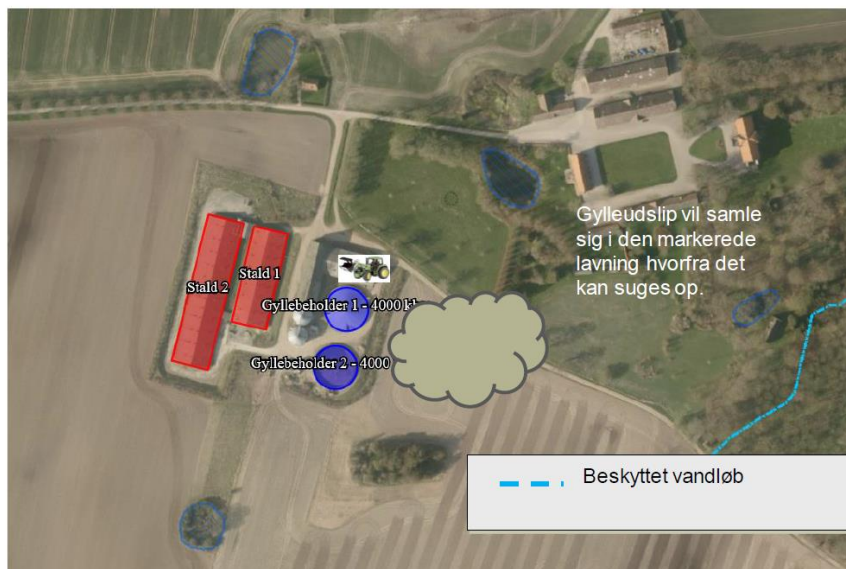 Gylleudslip vil samle
sig i den markerede
lavning hvorfra det
kan suges op.
Stald 1
Stald 2
Gyllebeholder 1 - 4000 k
Gyllebeholder 2 - 4000
Beskyttet vandløb